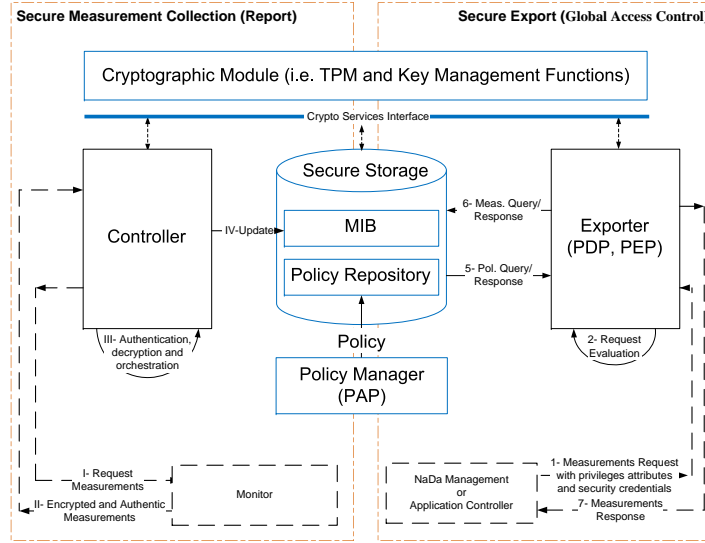 Secure Measurement Collection (Report)
Secure Export (Global Access Control)
Cryptographic Module (i.e. TPM and Key Management Functions)
Crypto Services Interface
Controller
Secure Storage
MIB
Policy Repository
Exporter
(PDP, PEP)
IV-Update
6- Meas. Query/
Response
5- Pol. Query/
Response
III- Authentication,
decryption and
orchestration
2- Request
Evaluation
Policy
Policy Manager
(PAP)
I- Request
Measurements
II- Encrypted and Authentic
Measurements
Monitor
NaDa Management
or
Application Controller
1- Measurements Request
with privileges attributes
and security credentials
7- Measurements
Response